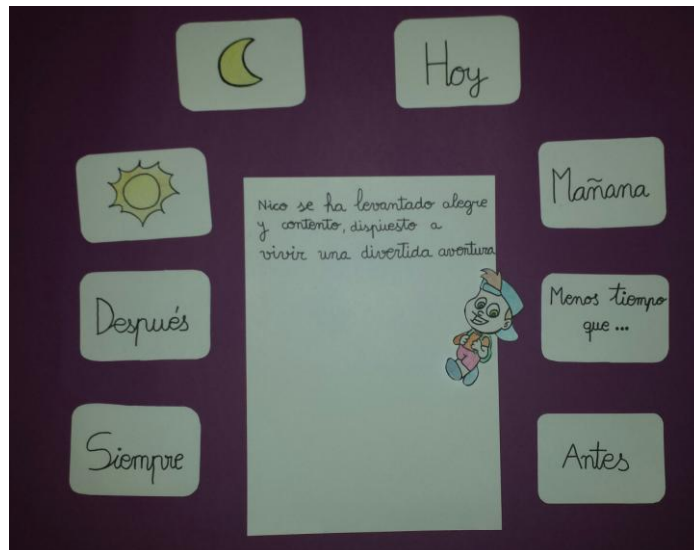 Hoy
Mañana
Nico se ha levantado alegre
y contento, dispuesto a
vivir una divertida aventura
Después
Menos tiempo
que ...
Siempre
Antes